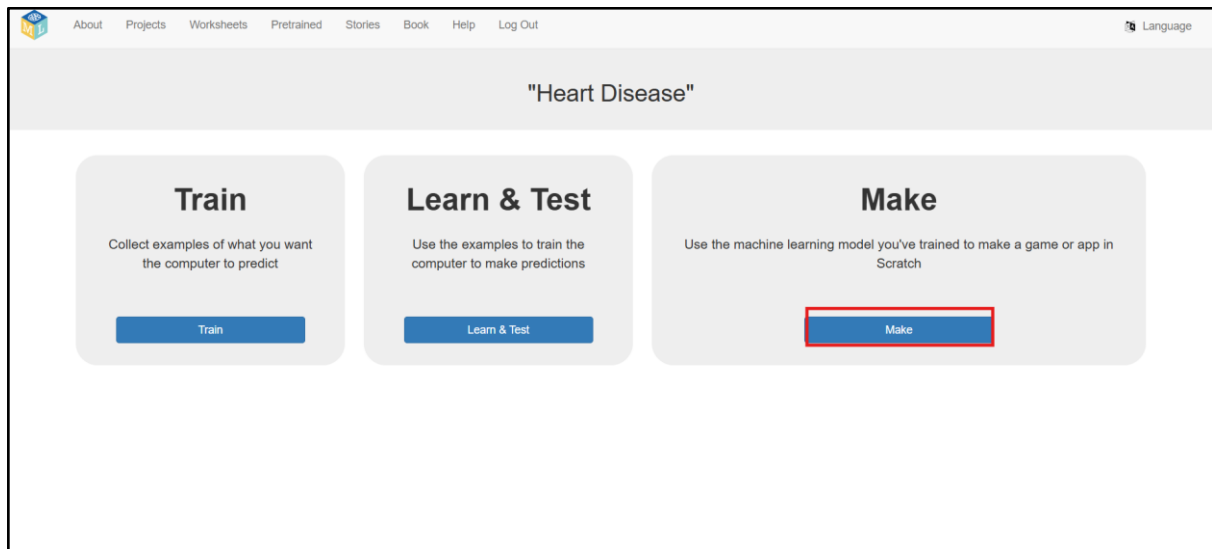 About Projects Worksheets Pretrained Stories Book Help Log Out Language
"Heart Disease"
Train
Collect examples of what you want
the computer to predict
Train
Learn & Test
Use the examples to train the
computer to make predictions
Learn & Test
Make
Use the machine learning model you've trained to make a game or app in
Scratch
Make